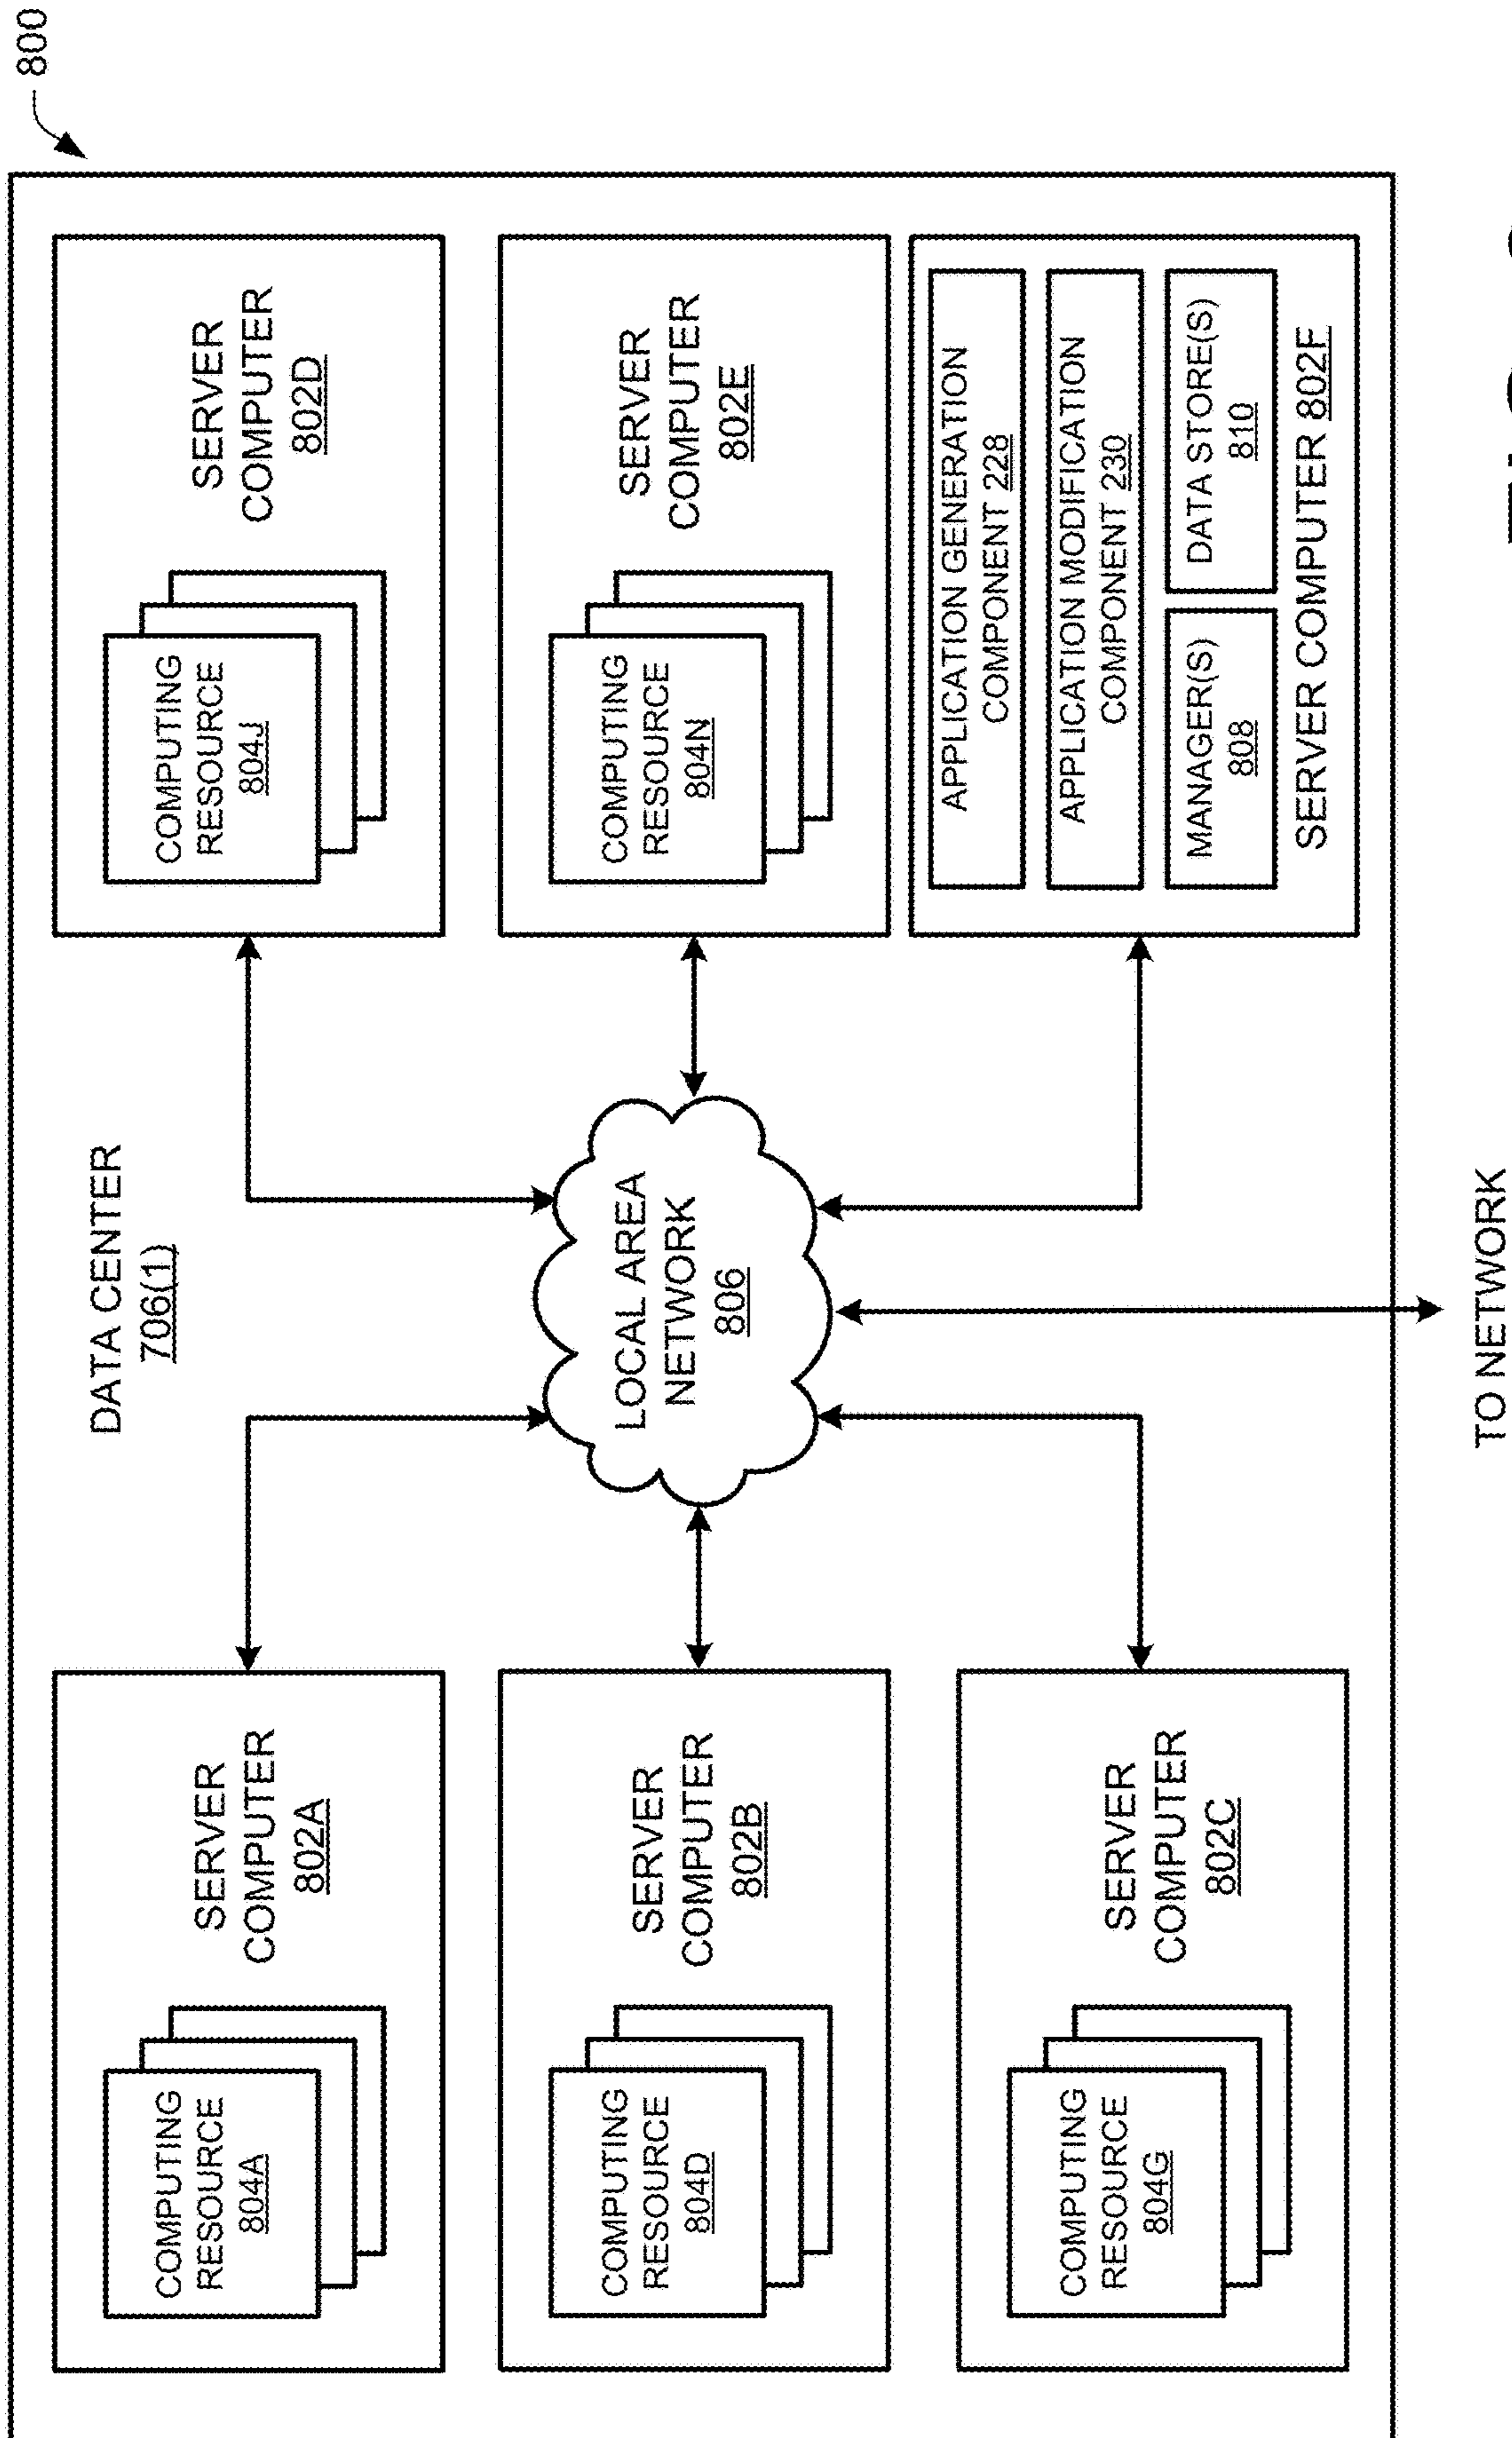 800
DATA CENTER
706(1)
COMPUTING
RESOURCE
804A
SERVER
COMPUTER
802A
COMPUTING
RESOURCE
804J
SERVER
COMPUTER
802D
COMPUTING
RESOURCE
804D
SERVER
COMPUTER
802B
LOCAL AREA
NETWORK
806
COMPUTING
RESOURCE
804N
SERVER
COMPUTER
802E
COMPUTING
RESOURCE
804G
SERVER
COMPUTER
802C
APPLICATION GENERATION
COMPONENT 228
APPLICATION MODIFICATION
COMPONENT 230
MANAGER(S)
808
DATA STORE(S)
810
SERVER COMPUTER 802F
TO NETWORK